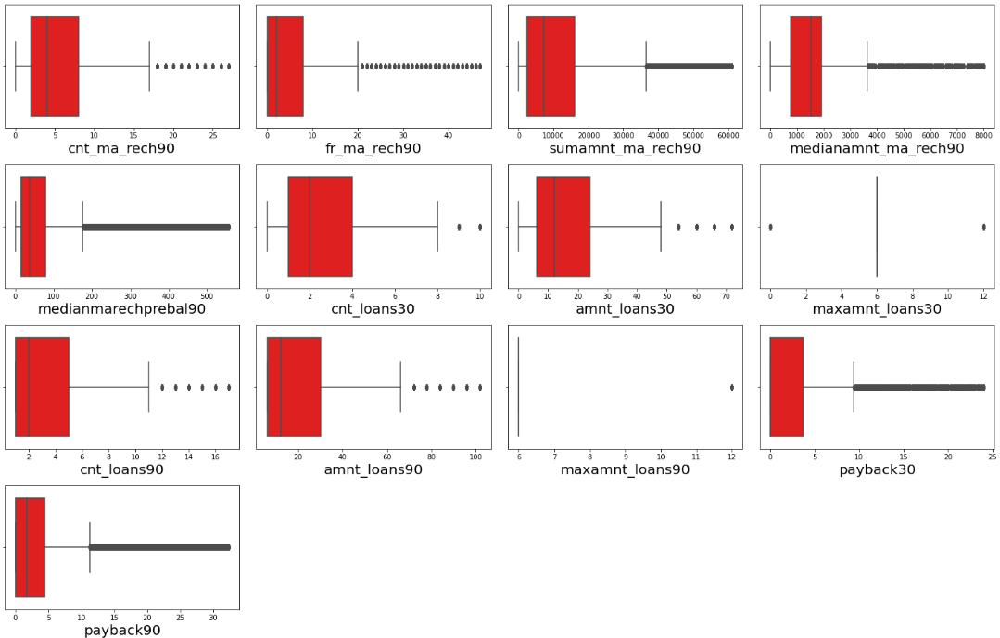 0 5 10 15 20 25
cnt_ma_rech90
0 10 20 30 40
fr_ma_rech90
0 10000 20000 30000 40000 50000 60000
sumamnt_ma_rech90
0 1000 2000 3000 4000 5000 6000 7000 8000
medianamnt_ma_rech90
0 100 200 300 400 500
medianmarechprebal90
0 2 4 6 8 10
cnt_loans30
0 10 20 30 40 50 60 70
amnt_loans30
0 2 4 6 8 10 12
maxamnt_loans30
2 4 6 8 10 12 14 16
cnt_loans90
20 40 60 80 100
amnt_loans90
6 7 8 9 10 11 12
maxamnt_loans90
0 5 10 15 20 25
payback30
0 5 10 15 20 25 30
payback90